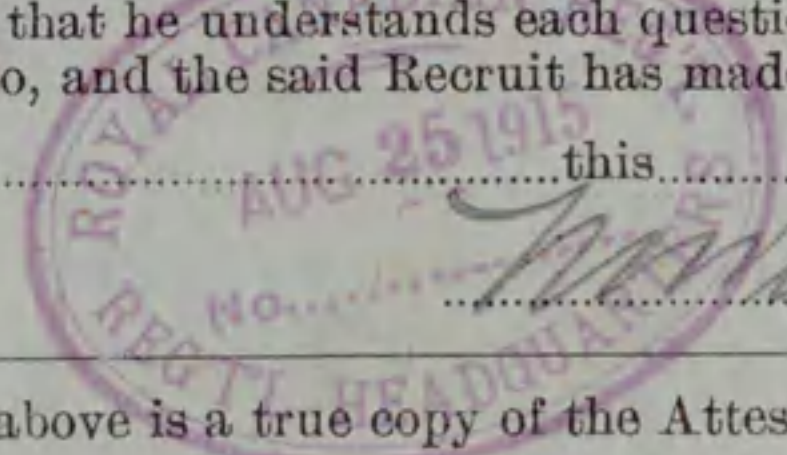 that he understands each questi
o, and the said Recruit has mad
ROYAL
AUG 25 1915
this
No.
REG'T'L HEADQUARTERS
above is a true copy of the Attes